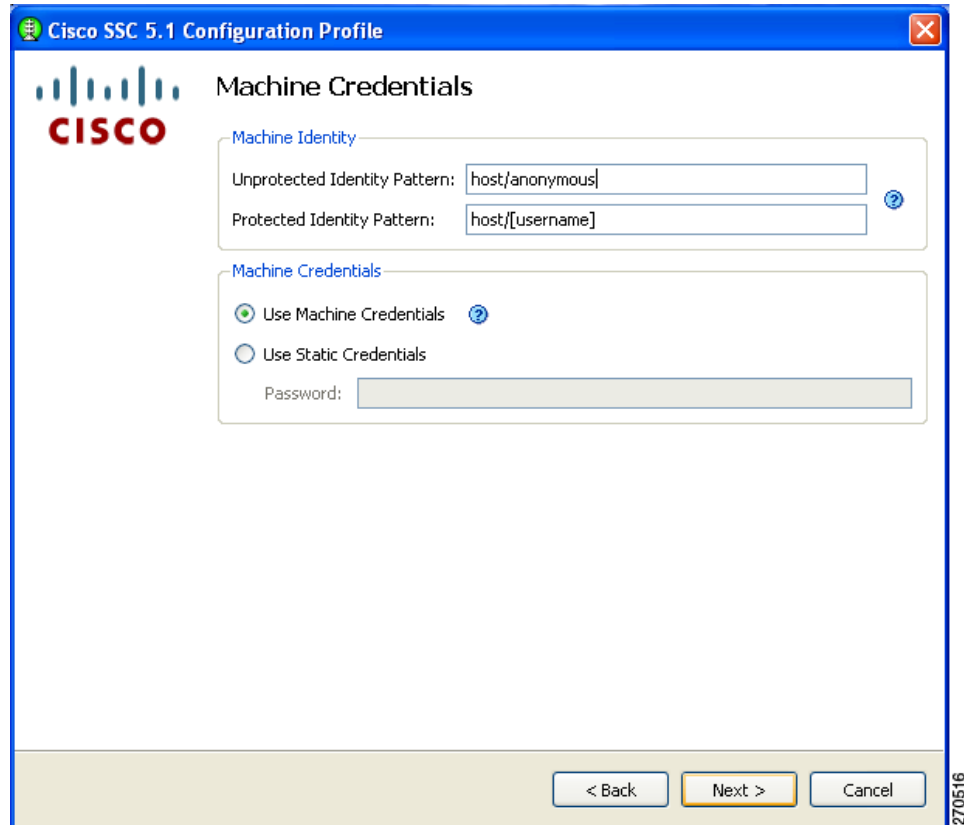 Cisco SSC 5.1 Configuration Profile
CISCO
Machine Credentials
Machine Identity
Unprotected Identity Pattern: host/anonymous
Protected Identity Pattern: host/[username]
Machine Credentials
Use Machine Credentials
Use Static Credentials
Password:
< Back Next > Cancel
270516